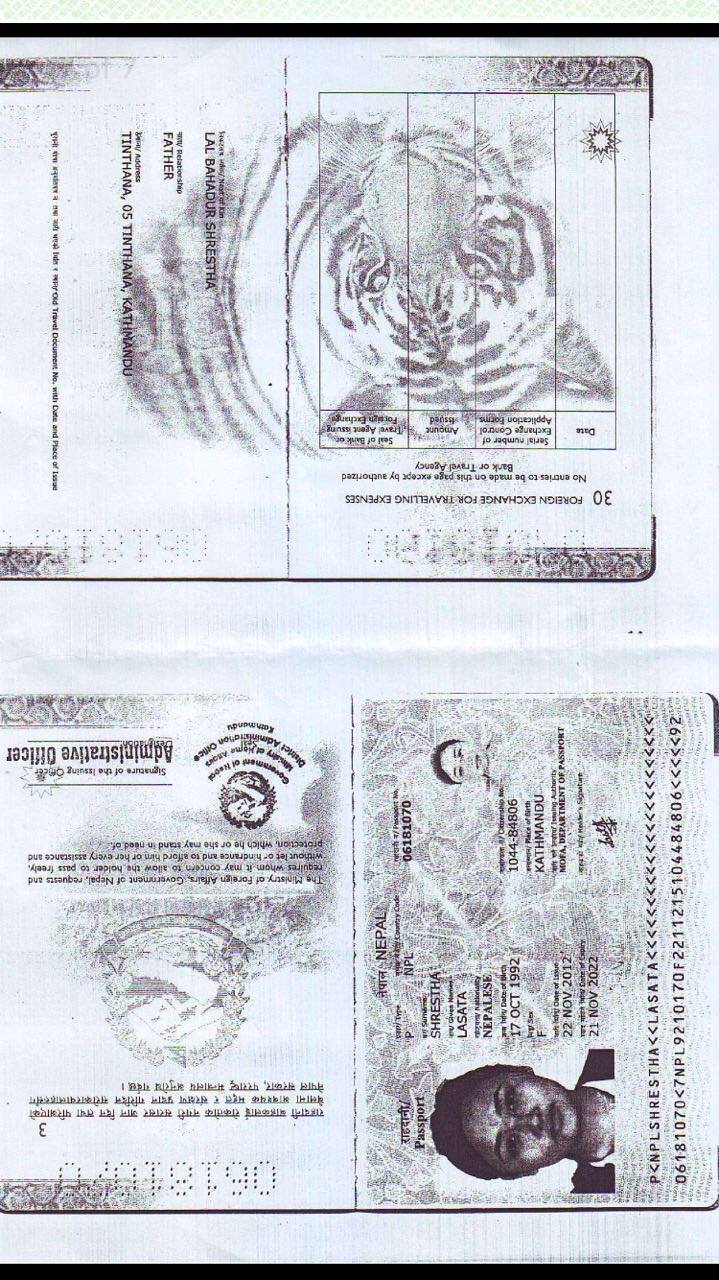 LAL BAHADUR SHRESTHA
नाता/ Relationship
FATHER
ठेगाना/ Address
TINTHANA, 05 TINTHANA, KATHMANDU
Old Travel Document No. with Date and Place of Issue
30 FOREIGN EXCHANGE FOR TRAVELLING EXPENSES
No entries to be made on this page except by authorized
Bank or Travel Agency
Date
Serial number of
Exchange Control
Application Forms
Amount
Issued
Seal of Bank or
Travel Agent issuing
Foreign Exchange
3
The Ministry of Foreign Affairs, Government of Nepal, requests and
requires whom it may concern to allow the holder to pass freely,
without let or hindrance and to afford him or her every assistance and
protection, which he or she may stand in need of.
Government of Nepal
Ministry of Home Affairs
District Administration Office
Kathmandu
Signature of the Issuing Officer
Administrative Officer
06181070
राहदानी/
Passport
नेपाल/ NEPAL
Type
P
Country Code
NPL
Passport No.
06181070
Surname
SHRESTHA
Given Names
LASATA
Nationality
NEPALESE
Date of Birth
17 OCT 1992
Citizenship No.
1044-84806
Sex
F
Place of Birth
KATHMANDU
Date of Issue
22 NOV 2012
Issuing Authority
MOFA, DEPARTMENT OF PASSPORT
Date of Expiry
21 NOV 2022
Holder's Signature
P<NPLSHRESTHA<<LASATA<<<<<<<<<<<<<<<<<<<<<<<
06181070<7NPL9210170F2211215104484806<<<<<92